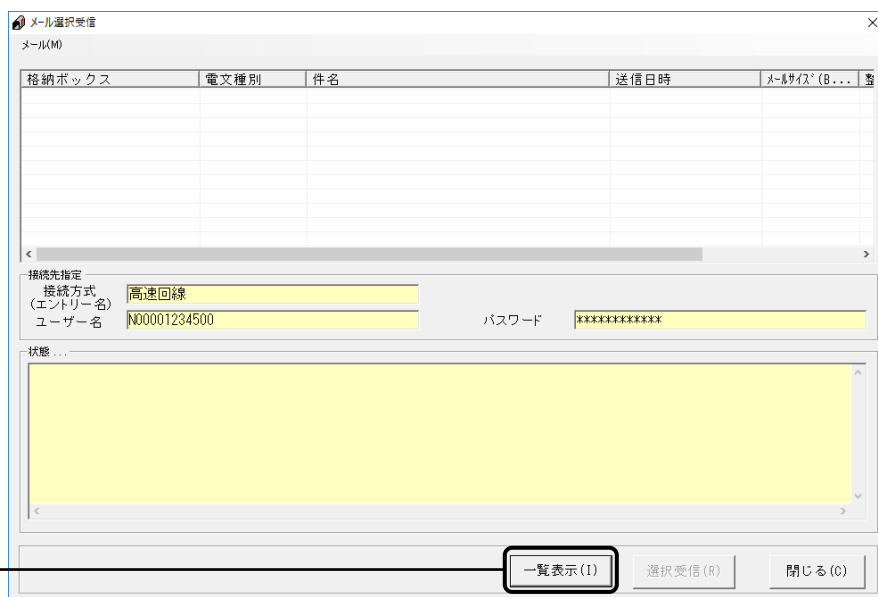 メール選択受信
メール(M)
格納ボックス 電文種別 件名 送信日時 ﾒｰﾙｻｲｽﾞ(B... 整
接続先指定
接続方式
(エントリー名) 高速回線
ユーザー名 N00001234500 パスワード ************
状態...
一覧表示(I) 選択受信(R) 閉じる(C)